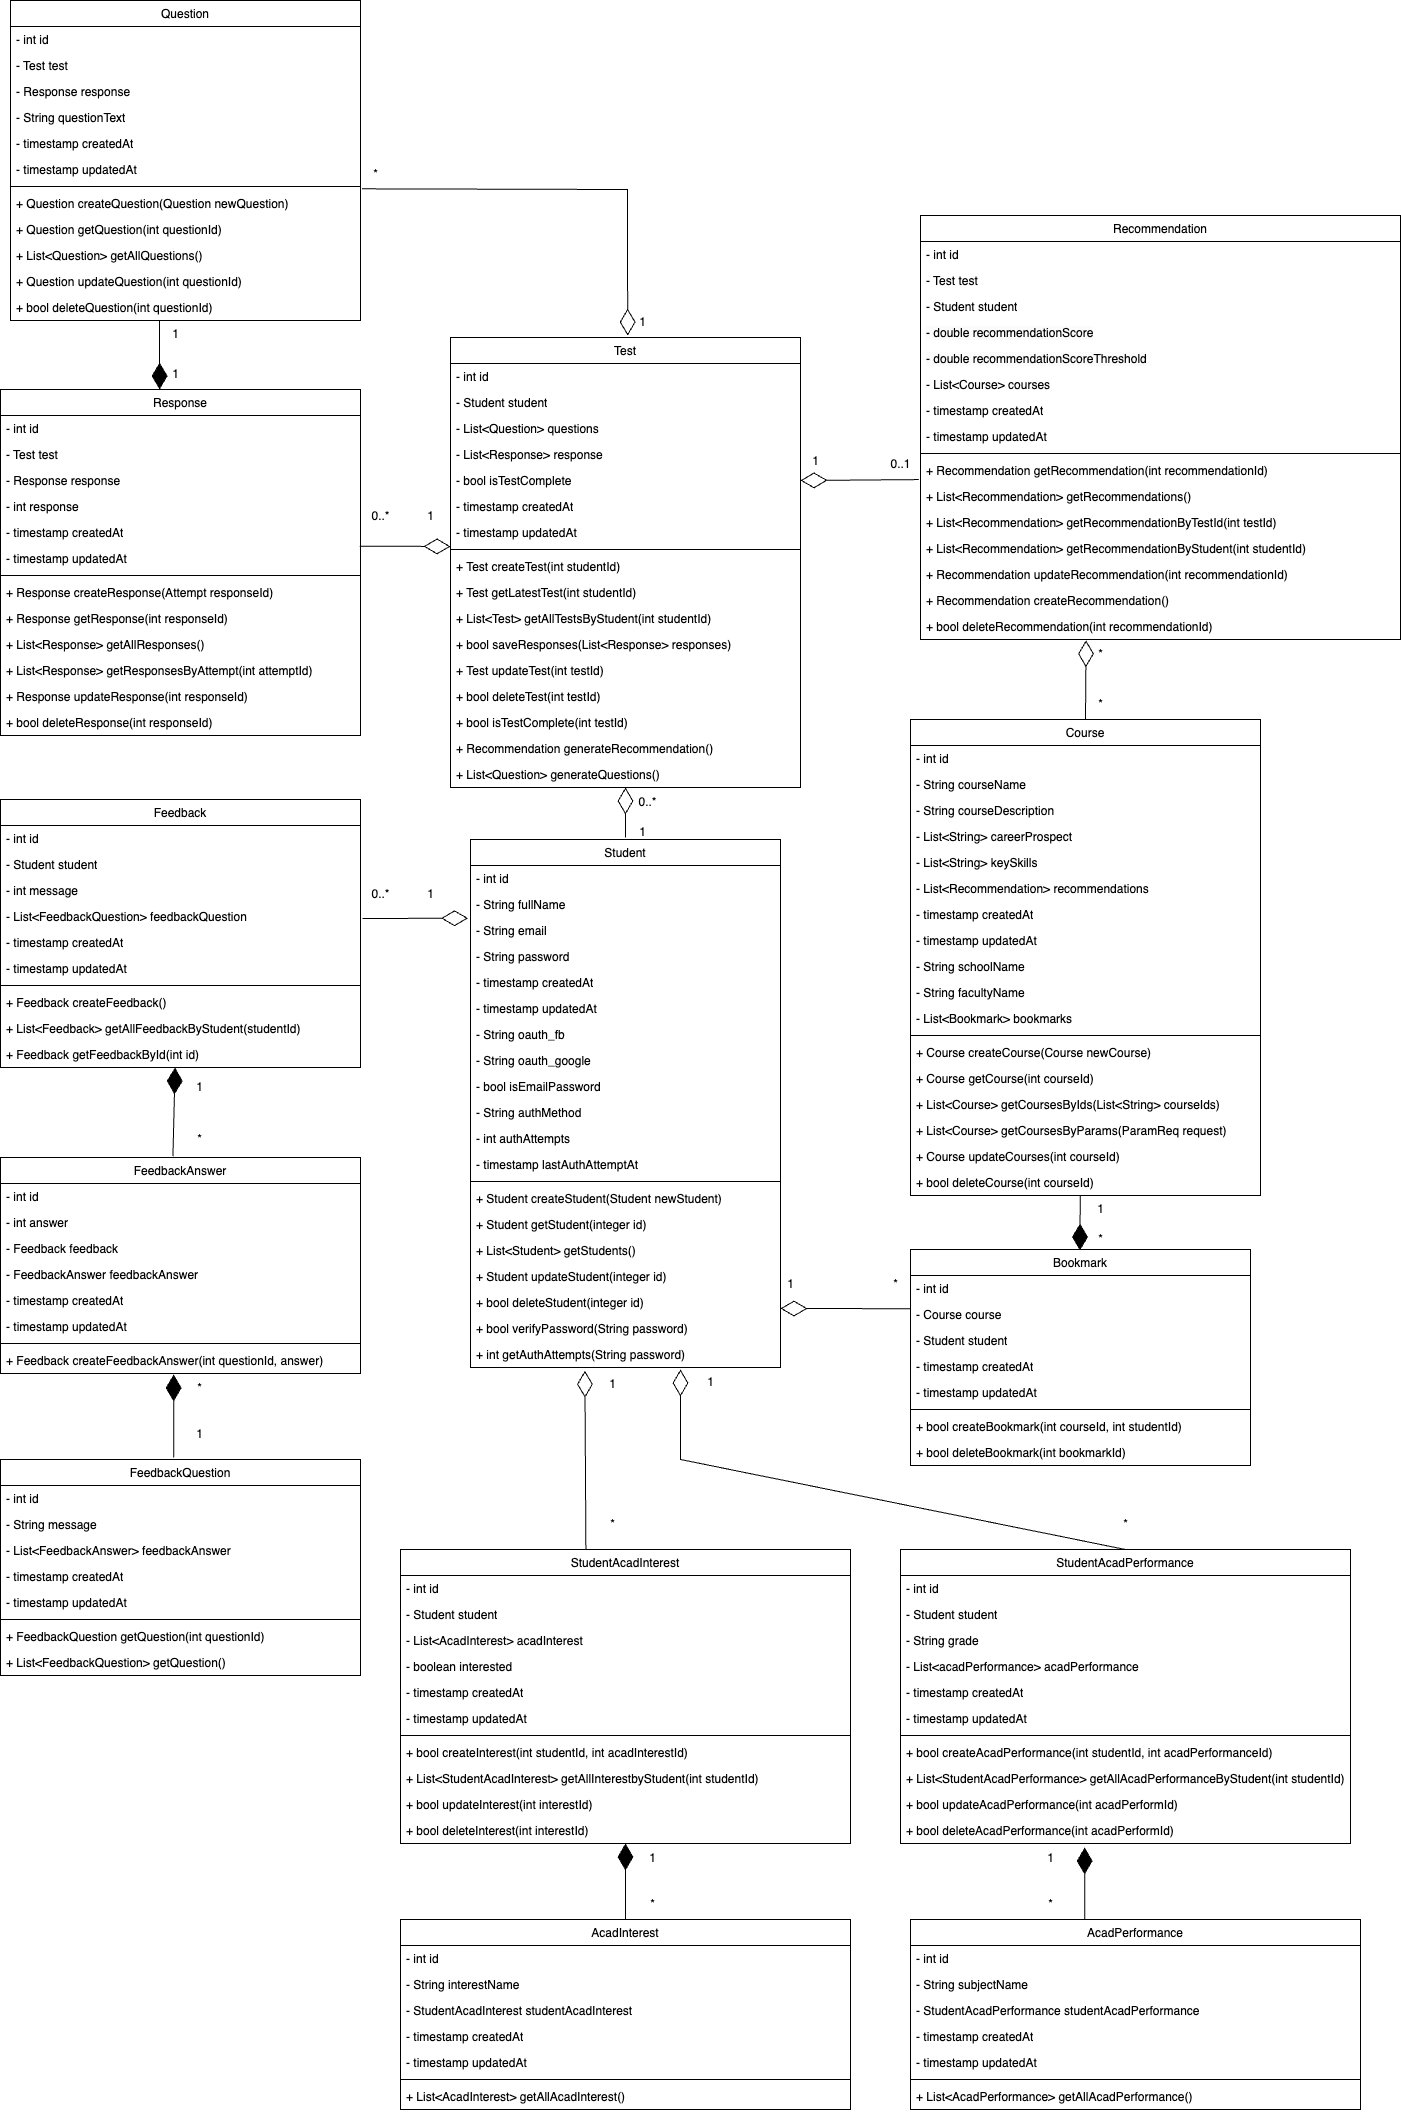 Question
- int id
- Test test
- Response response
- String questionText
- timestamp createdAt
- timestamp updatedAt
+ Question createQuestion(Question newQuestion)
+ Question getQuestion(int questionId)
+ List<Question> getAllQuestions()
+ Question updateQuestion(int questionId)
+ bool deleteQuestion(int questionId)
*
1
1
1
Response
- int id
- Test test
- Response response
- int response
- timestamp createdAt
- timestamp updatedAt
+ Response createResponse(Attempt responseId)
+ Response getResponse(int responseId)
+ List<Response> getAllResponses()
+ List<Response> getResponsesByAttempt(int attemptId)
+ Response updateResponse(int responseId)
+ bool deleteResponse(int responseId)
0..*
1
Test
- int id
- Student student
- List<Question> questions
- List<Response> response
- bool isTestComplete
- timestamp createdAt
- timestamp updatedAt
+ Test createTest(int studentId)
+ Test getLatestTest(int studentId)
+ List<Test> getAllTestsByStudent(int studentId)
+ bool saveResponses(List<Response> responses)
+ Test updateTest(int testId)
+ bool deleteTest(int testId)
+ bool isTestComplete(int testId)
+ Recommendation generateRecommendation()
+ List<Question> generateQuestions()
1
0..1
Recommendation
- int id
- Test test
- Student student
- double recommendationScore
- double recommendationScoreThreshold
- List<Course> courses
- timestamp createdAt
- timestamp updatedAt
+ Recommendation getRecommendation(int recommendationId)
+ List<Recommendation> getRecommendations()
+ List<Recommendation> getRecommendationByTestId(int testId)
+ List<Recommendation> getRecommendationByStudent(int studentId)
+ Recommendation updateRecommendation(int recommendationId)
+ Recommendation createRecommendation()
+ bool deleteRecommendation(int recommendationId)
*
*
Course
- int id
- String courseName
- String courseDescription
- List<String> careerProspect
- List<String> keySkills
- List<Recommendation> recommendations
- timestamp createdAt
- timestamp updatedAt
- String schoolName
- String facultyName
- List<Bookmark> bookmarks
+ Course createCourse(Course newCourse)
+ Course getCourse(int courseId)
+ List<Course> getCoursesByIds(List<String> courseIds)
+ List<Course> getCoursesByParams(ParamReq request)
+ Course updateCourses(int courseId)
+ bool deleteCourse(int courseId)
1
*
Bookmark
- int id
- Course course
- Student student
- timestamp createdAt
- timestamp updatedAt
+ bool createBookmark(int courseId, int studentId)
+ bool deleteBookmark(int bookmarkId)
0..*
1
Student
- int id
- String fullName
- String email
- String password
- timestamp createdAt
- timestamp updatedAt
- String oauth_fb
- String oauth_google
- bool isEmailPassword
- String authMethod
- int authAttempts
- timestamp lastAuthAttemptAt
+ Student createStudent(Student newStudent)
+ Student getStudent(integer id)
+ List<Student> getStudents()
+ Student updateStudent(integer id)
+ bool deleteStudent(integer id)
+ bool verifyPassword(String password)
+ int getAuthAttempts(String password)
1
*
0..*
1
Feedback
- int id
- Student student
- int message
- List<FeedbackQuestion> feedbackQuestion
- timestamp createdAt
- timestamp updatedAt
+ Feedback createFeedback()
+ List<Feedback> getAllFeedbackByStudent(studentId)
+ Feedback getFeedbackById(int id)
1
*
FeedbackAnswer
- int id
- int answer
- Feedback feedback
- FeedbackAnswer feedbackAnswer
- timestamp createdAt
- timestamp updatedAt
+ Feedback createFeedbackAnswer(int questionId, answer)
*
1
FeedbackQuestion
- int id
- String message
- List<FeedbackAnswer> feedbackAnswer
- timestamp createdAt
- timestamp updatedAt
+ FeedbackQuestion getQuestion(int questionId)
+ List<FeedbackQuestion> getQuestion()
1
*
StudentAcadInterest
- int id
- Student student
- List<AcadInterest> acadInterest
- boolean interested
- timestamp createdAt
- timestamp updatedAt
+ bool createInterest(int studentId, int acadInterestId)
+ List<StudentAcadInterest> getAllInterestbyStudent(int studentId)
+ bool updateInterest(int interestId)
+ bool deleteInterest(int interestId)
1
*
AcadInterest
- int id
- String interestName
- StudentAcadInterest studentAcadInterest
- timestamp createdAt
- timestamp updatedAt
+ List<AcadInterest> getAllAcadInterest()
1
*
StudentAcadPerformance
- int id
- Student student
- String grade
- List<acadPerformance> acadPerformance
- timestamp createdAt
- timestamp updatedAt
+ bool createAcadPerformance(int studentId, int acadPerformanceId)
+ List<StudentAcadPerformance> getAllAcadPerformanceByStudent(int studentId)
+ bool updateAcadPerformance(int acadPerformId)
+ bool deleteAcadPerformance(int acadPerformId)
1
*
AcadPerformance
- int id
- String subjectName
- StudentAcadPerformance studentAcadPerformance
- timestamp createdAt
- timestamp updatedAt
+ List<AcadPerformance> getAllAcadPerformance()